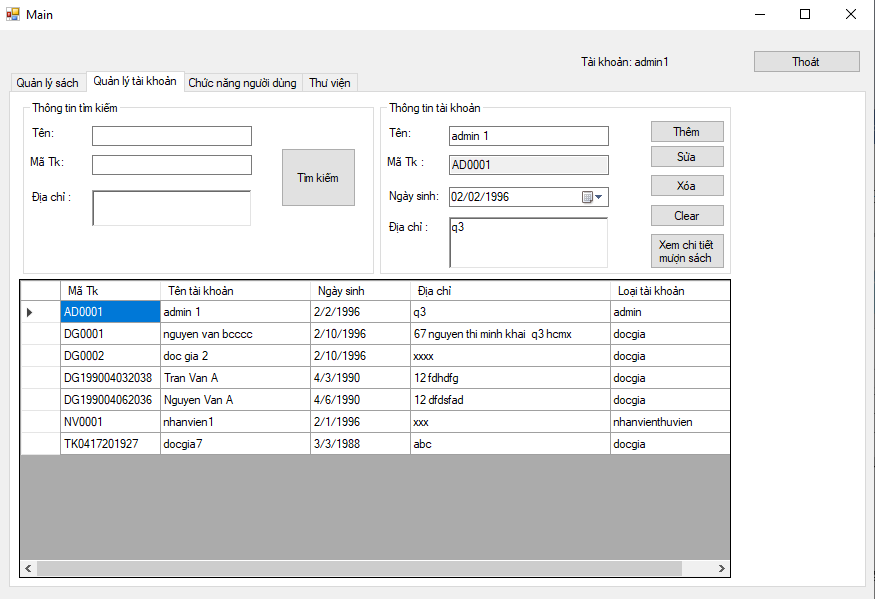 Main
Tài khoản: admin1
Thoát
Quản lý sách Quản lý tài khoản Chức năng người dùng Thư viện
Thông tin tìm kiếm
Tên:
Mã Tk:
Địa chỉ :
Tìm kiếm
Thông tin tài khoản
Tên: admin 1
Mã Tk : AD0001
Ngày sinh: 02/02/1996
Địa chỉ : q3
Thêm
Sửa
Xóa
Clear
Xem chi tiết
mượn sách
Mã Tk Tên tài khoản Ngày sinh Địa chỉ Loại tài khoản
AD0001 admin 1 2/2/1996 q3 admin
DG0001 nguyen van bcccc 2/10/1996 67 nguyen thi minh khai q3 hcmx docgia
DG0002 doc gia 2 2/10/1996 xxxx docgia
DG199004032038 Tran Van A 4/3/1990 12 fdhdfg docgia
DG199004062036 Nguyen Van A 4/6/1990 12 dfdsfad docgia
NV0001 nhanvien1 2/1/1996 xxx nhanvienthuvien
TK0417201927 docgia7 3/3/1988 abc docgia